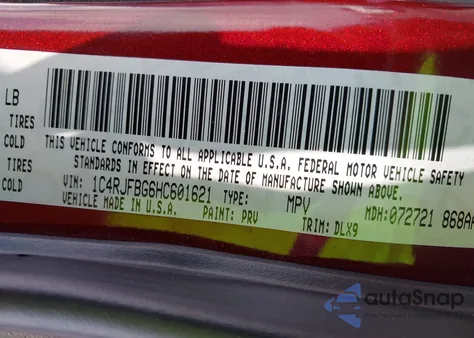 LB
TIRES
COLD
TIRES
COLD
THIS VEHICLE CONFORMS TO ALL APPLICABLE U.S.A. FEDERAL MOTOR VEHICLE SAFETY
STANDARDS IN EFFECT ON THE DATE OF MANUFACTURE SHOWN ABOVE.
VIN: 1C4RJFBG6HC601621 TYPE: MPV MDH: 072721 868AA
VEHICLE MADE IN U.S.A. PAINT: PRV TRIM: DLX9
autoSnap